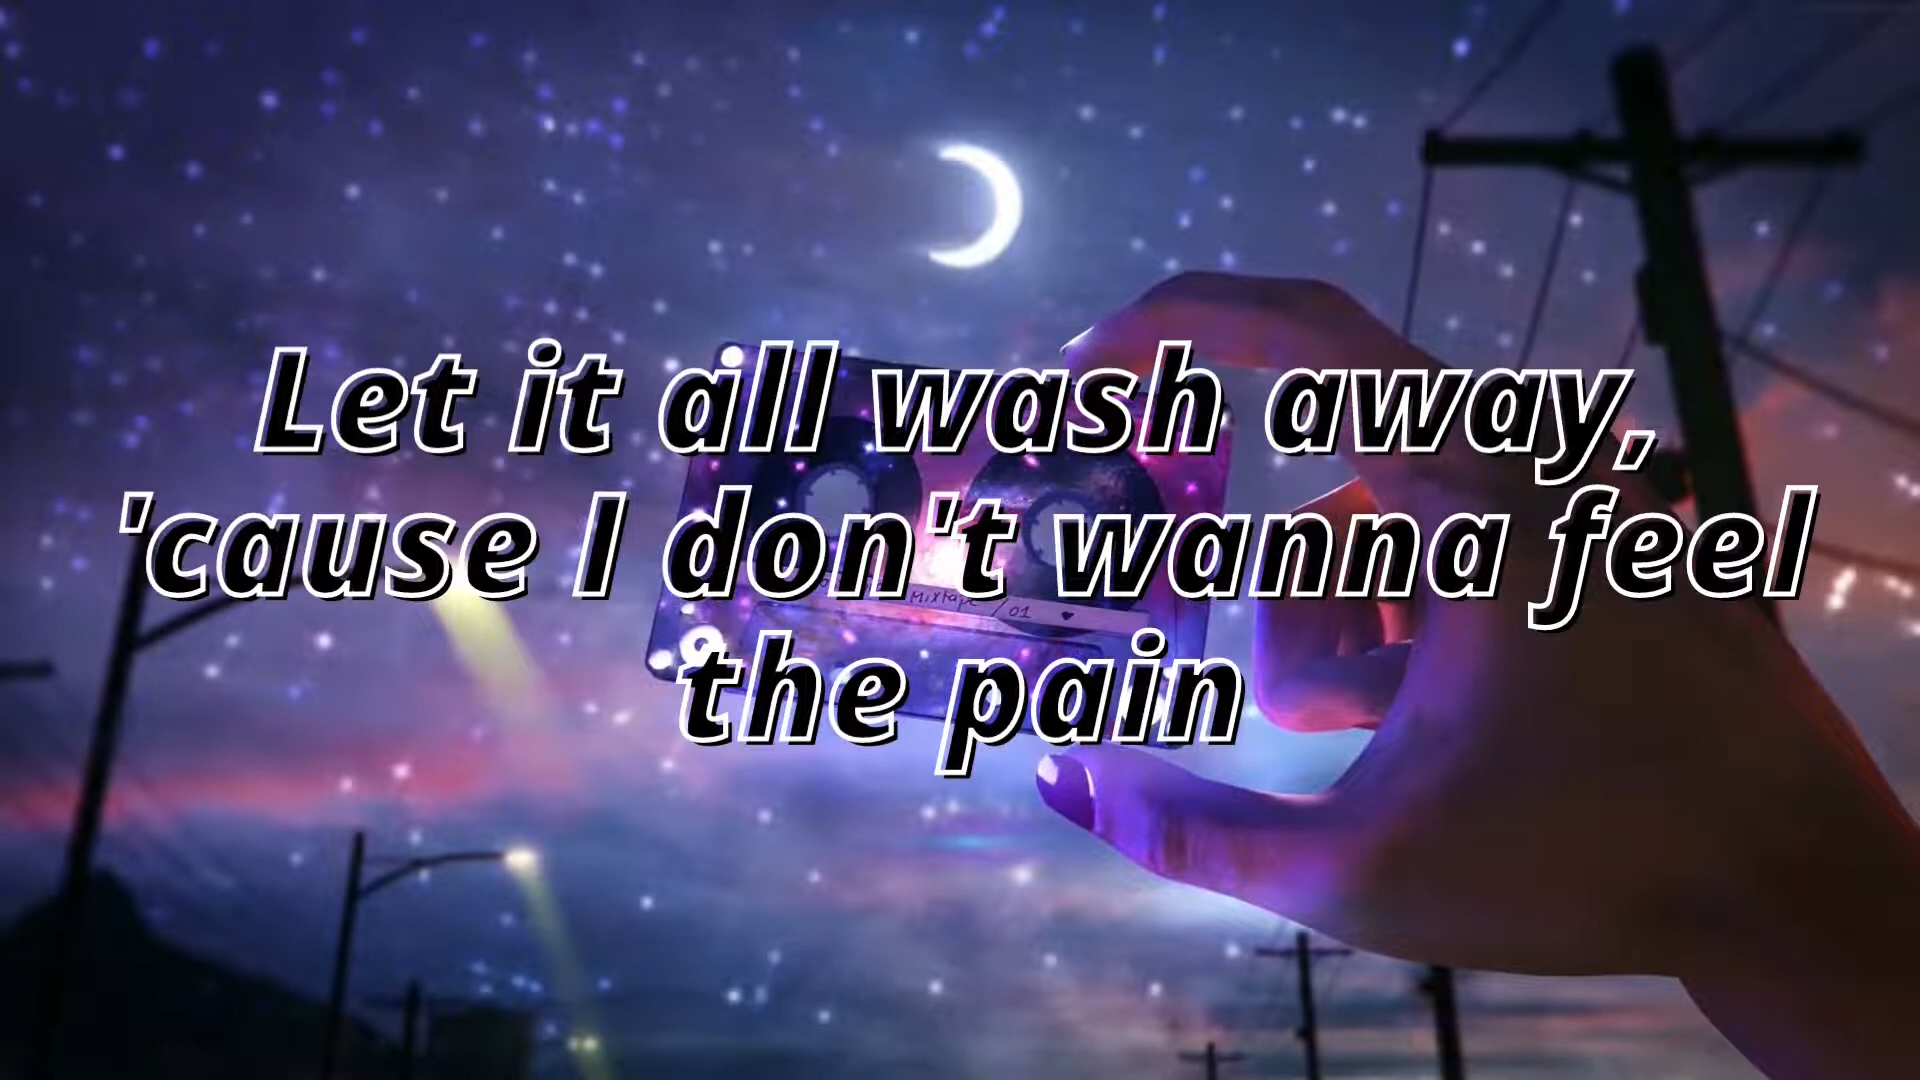 Let it all wash away,
'cause I don't wanna feel
the pain
Mixtape / 01